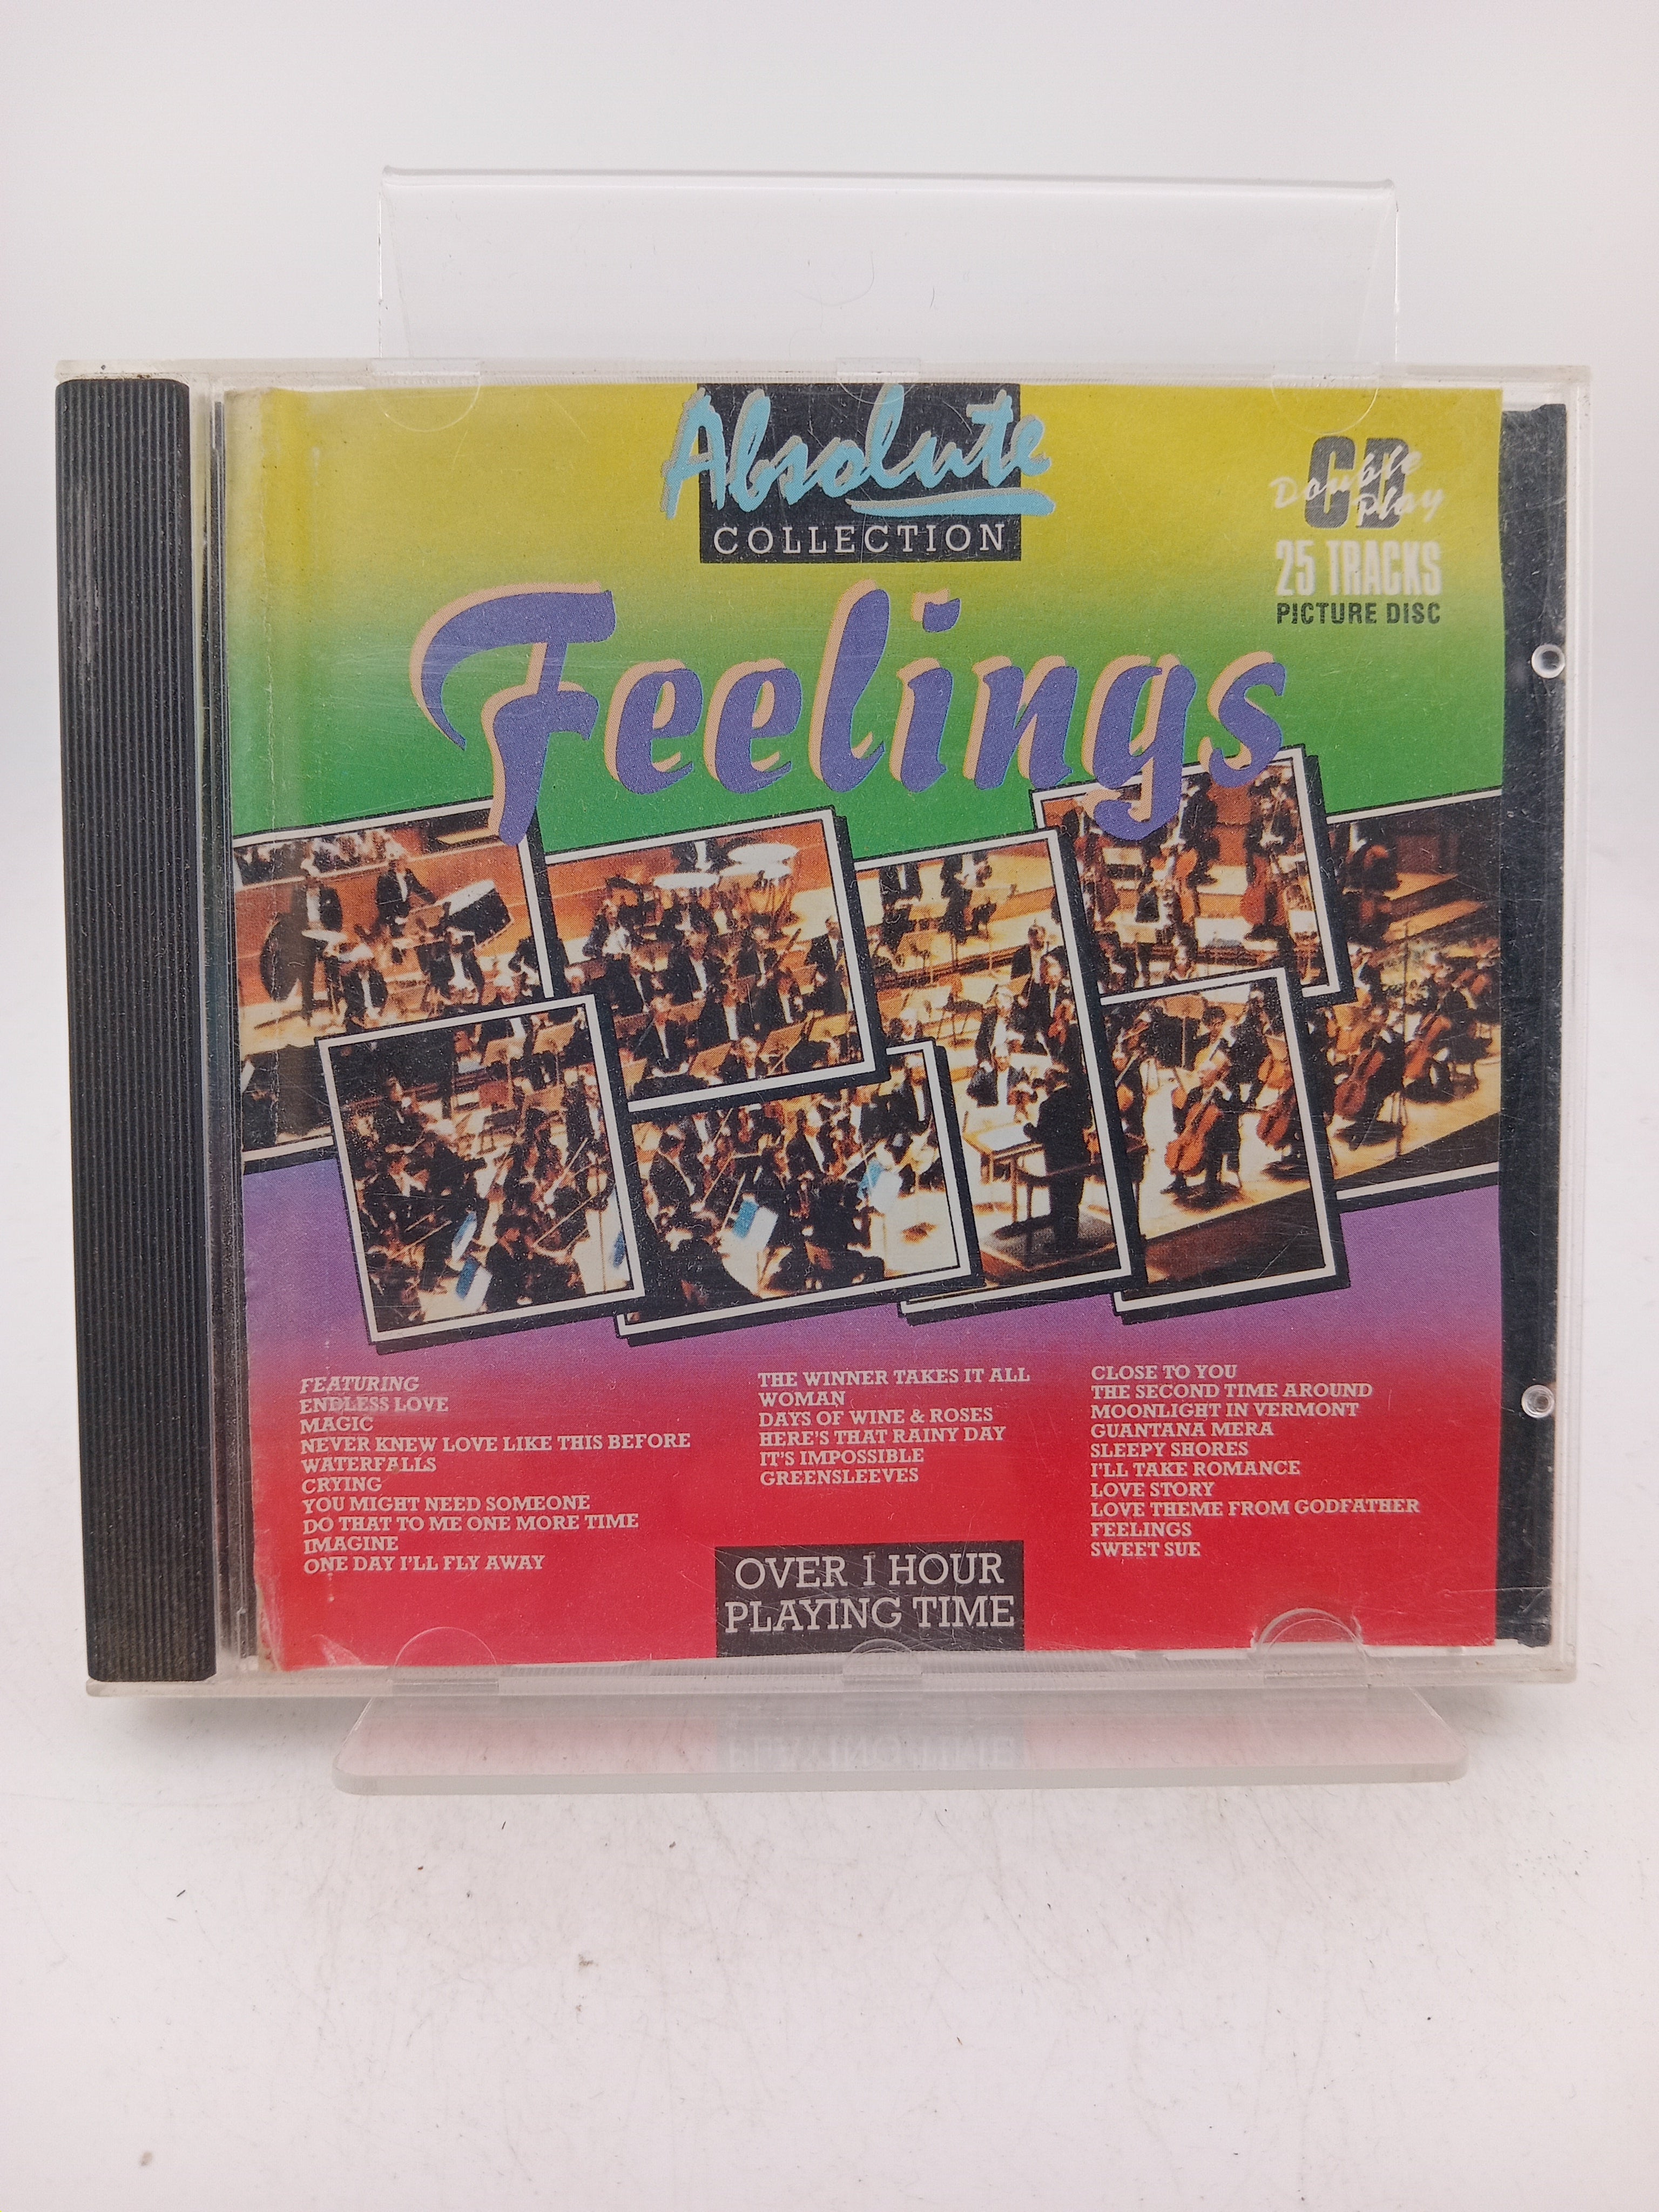 Absolute
COLLECTION
CD
Double
Play
25 TRACKS
PICTURE DISC
Feelings
FEATURING
ENDLESS LOVE
MAGIC
NEVER KNEW LOVE LIKE THIS BEFORE
WATERFALLS
CRYING
YOU MIGHT NEED SOMEONE
DO THAT TO ME ONE MORE TIME
IMAGINE
ONE DAY I'LL FLY AWAY
THE WINNER TAKES IT ALL
WOMAN
DAYS OF WINE & ROSES
HERE'S THAT RAINY DAY
IT'S IMPOSSIBLE
GREENSLEEVES
CLOSE TO YOU
THE SECOND TIME AROUND
MOONLIGHT IN VERMONT
GUANTANA MERA
SLEEPY SHORES
I'LL TAKE ROMANCE
LOVE STORY
LOVE THEME FROM GODFATHER
FEELINGS
SWEET SUE
OVER 1 HOUR
PLAYING TIME